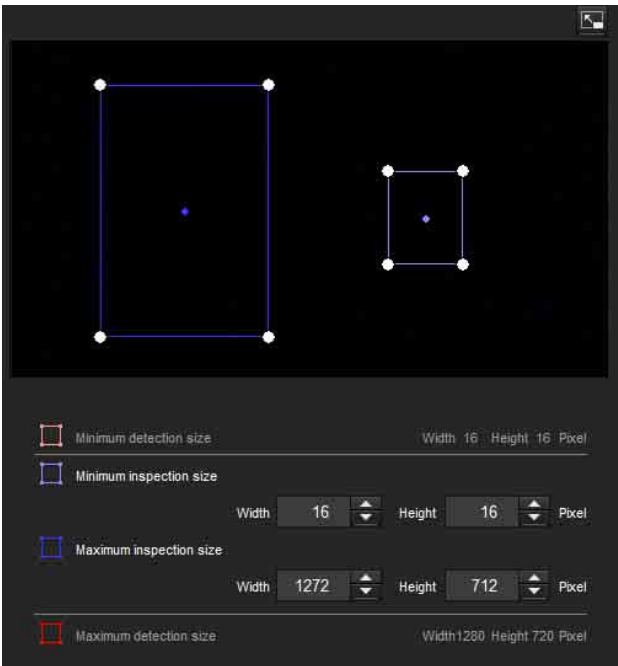 Minimum detection size Width 16 Height 16 Pixel
Minimum inspection size
Width 16 Height 16 Pixel
Maximum inspection size
Width 1272 Height 712 Pixel
Maximum detection size Width1280 Height 720 Pixel